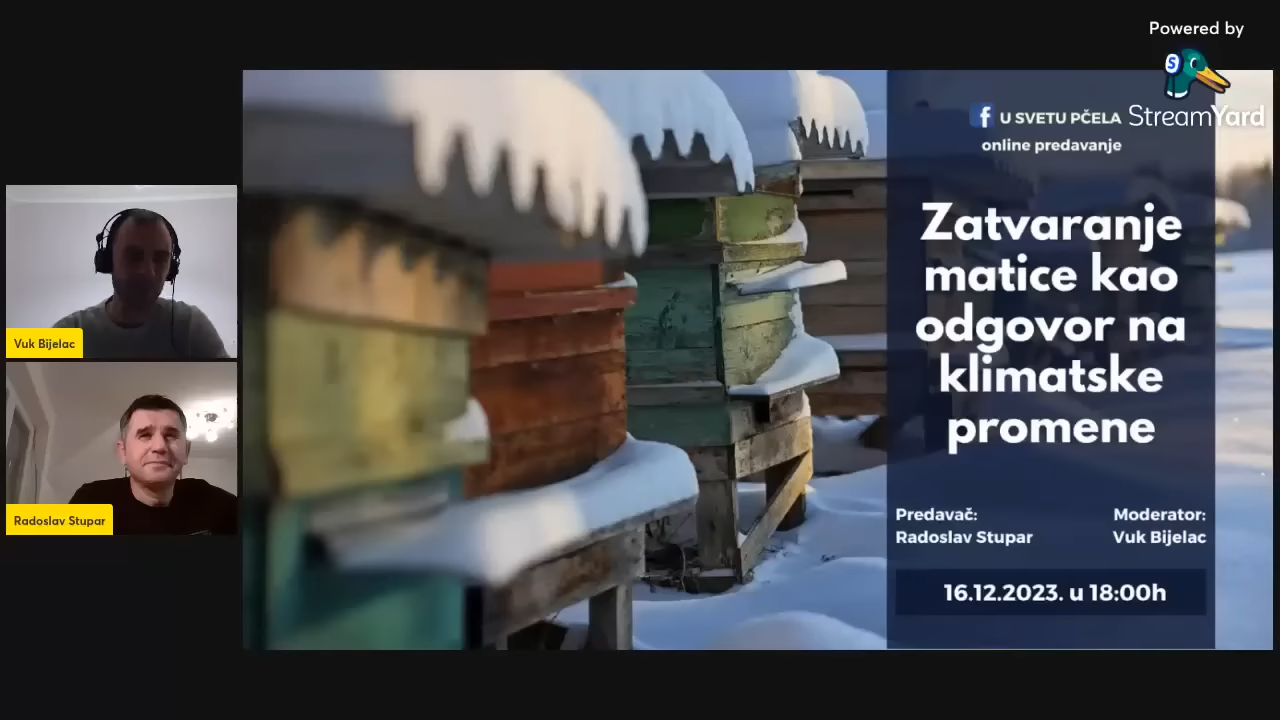 Powered by
StreamYard
U SVETU PČELA
online predavanje
Zatvaranje
matice kao
odgovor na
klimatske
promene
Predavač:
Radoslav Stupar
Moderator:
Vuk Bijelac
16.12.2023. u 18:00h
Vuk Bijelac
Radoslav Stupar